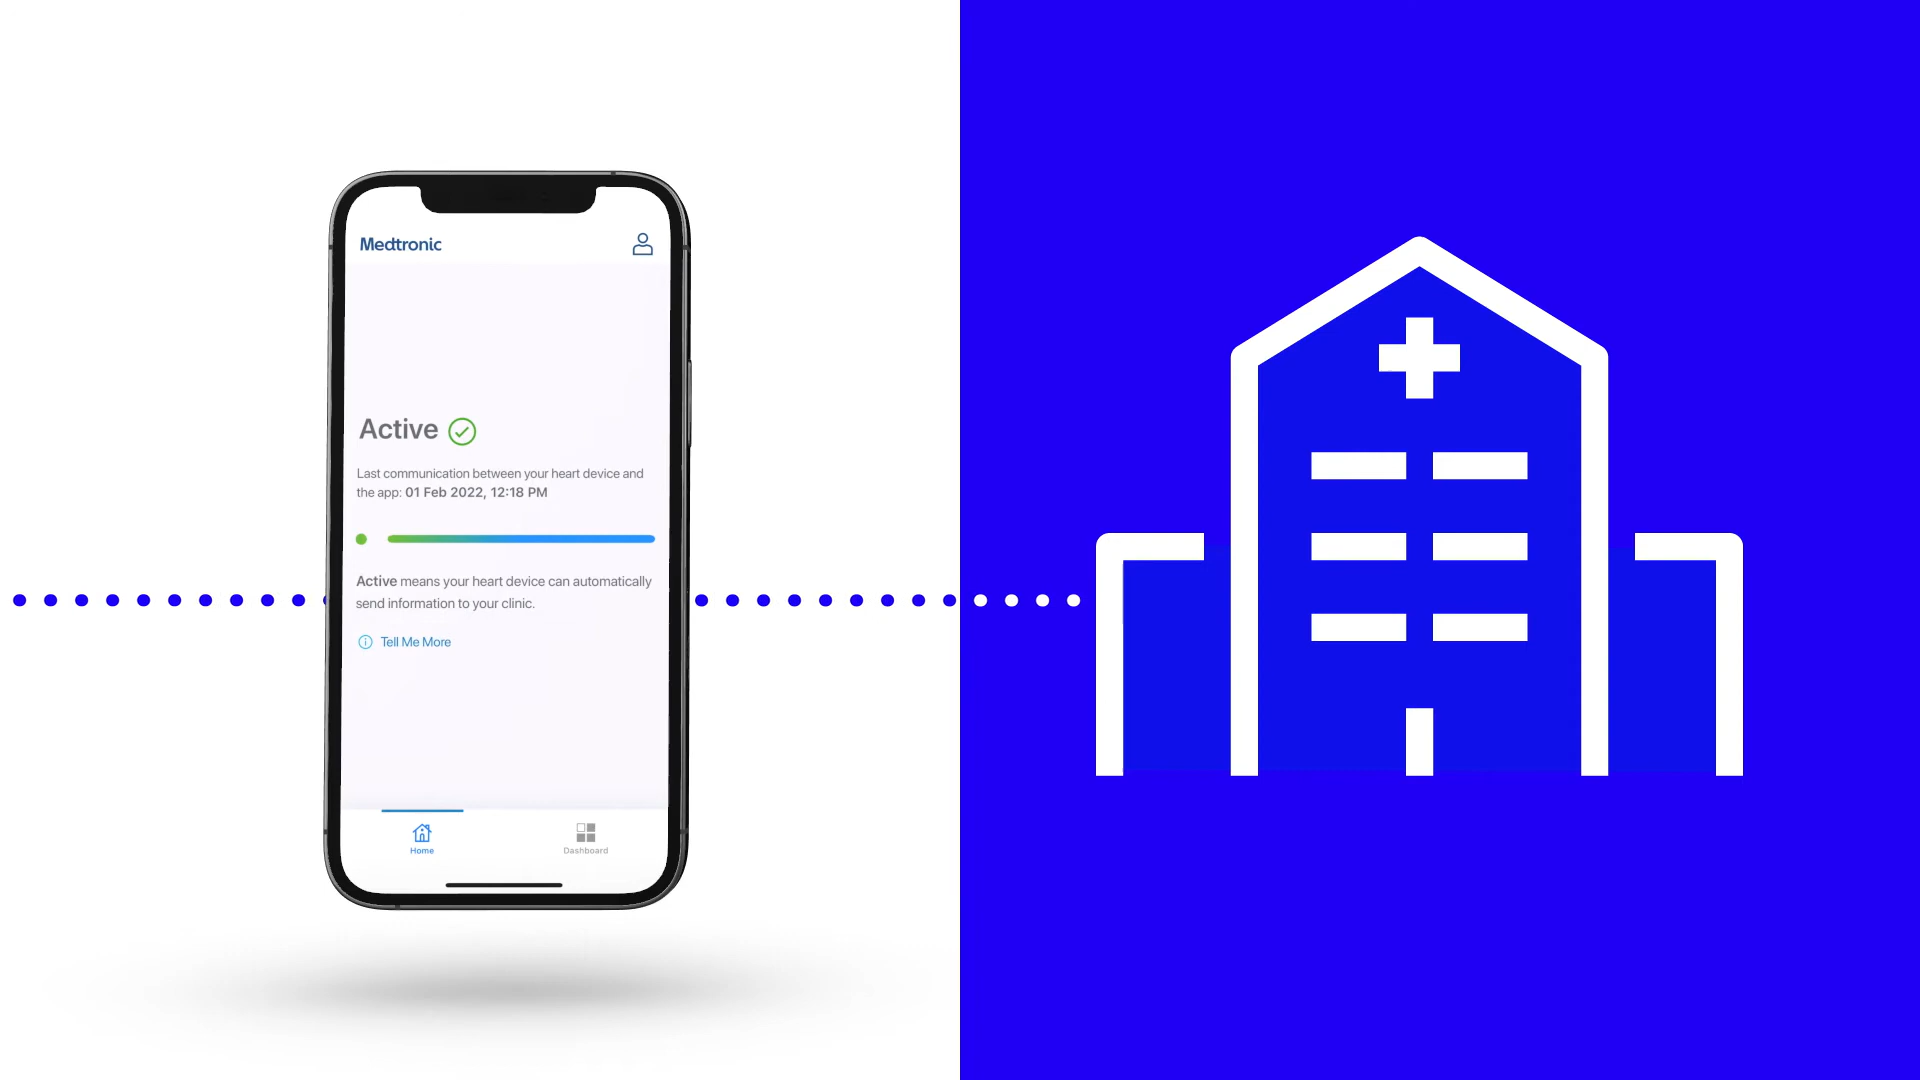 Medtronic
Active
Last communication between your heart device and
the app: 01 Feb 2022, 12:18 PM
Active means your heart device can automatically
send information to your clinic.
Tell Me More
Home
Dashboard